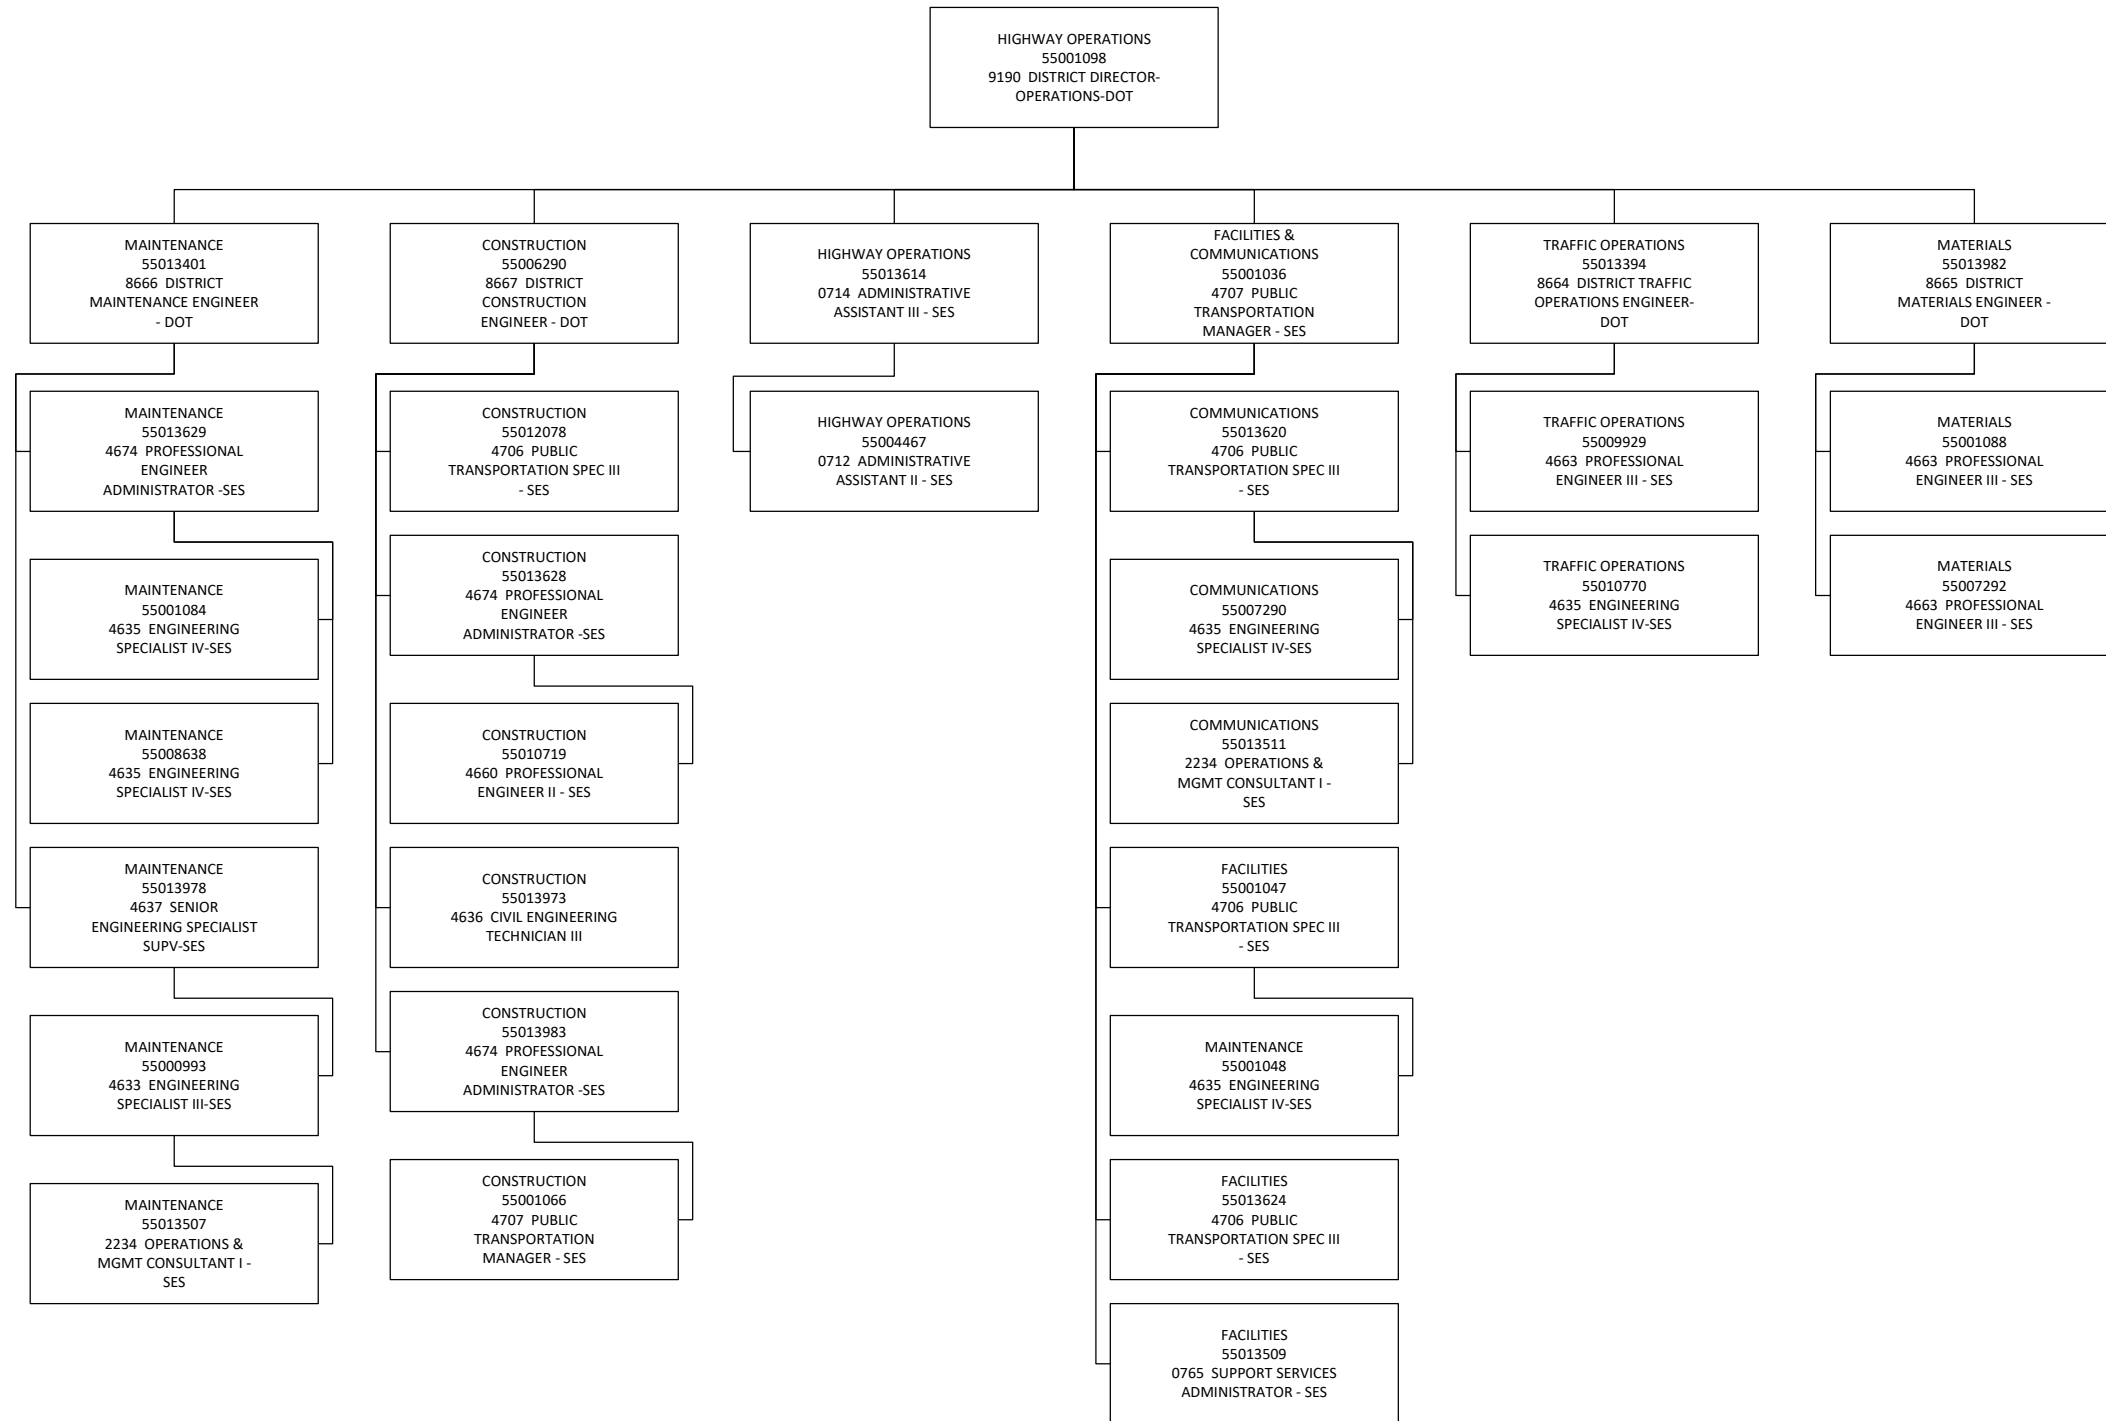 HIGHWAY OPERATIONS
55001098
9190 DISTRICT DIRECTOR-
OPERATIONS-DOT
MAINTENANCE
55013401
8666 DISTRICT
MAINTENANCE ENGINEER
- DOT
CONSTRUCTION
55006290
8667 DISTRICT
CONSTRUCTION
ENGINEER - DOT
HIGHWAY OPERATIONS
55013614
0714 ADMINISTRATIVE
ASSISTANT III - SES
FACILITIES &
COMMUNICATIONS
55001036
4707 PUBLIC
TRANSPORTATION
MANAGER - SES
TRAFFIC OPERATIONS
55013394
8664 DISTRICT TRAFFIC
OPERATIONS ENGINEER-
DOT
MATERIALS
55013982
8665 DISTRICT
MATERIALS ENGINEER -
DOT
MAINTENANCE
55013629
4674 PROFESSIONAL
ENGINEER
ADMINISTRATOR -SES
MAINTENANCE
55001084
4635 ENGINEERING
SPECIALIST IV-SES
MAINTENANCE
55008638
4635 ENGINEERING
SPECIALIST IV-SES
MAINTENANCE
55013978
4637 SENIOR
ENGINEERING SPECIALIST
SUPV-SES
MAINTENANCE
55000993
4633 ENGINEERING
SPECIALIST III-SES
MAINTENANCE
55013507
2234 OPERATIONS &
MGMT CONSULTANT I -
SES
CONSTRUCTION
55012078
4706 PUBLIC
TRANSPORTATION SPEC III
- SES
CONSTRUCTION
55013628
4674 PROFESSIONAL
ENGINEER
ADMINISTRATOR -SES
CONSTRUCTION
55010719
4660 PROFESSIONAL
ENGINEER II - SES
CONSTRUCTION
55013973
4636 CIVIL ENGINEERING
TECHNICIAN III
CONSTRUCTION
55013983
4674 PROFESSIONAL
ENGINEER
ADMINISTRATOR -SES
CONSTRUCTION
55001066
4707 PUBLIC
TRANSPORTATION
MANAGER - SES
HIGHWAY OPERATIONS
55004467
0712 ADMINISTRATIVE
ASSISTANT II - SES
COMMUNICATIONS
55013620
4706 PUBLIC
TRANSPORTATION SPEC III
- SES
COMMUNICATIONS
55007290
4635 ENGINEERING
SPECIALIST IV-SES
COMMUNICATIONS
55013511
2234 OPERATIONS &
MGMT CONSULTANT I -
SES
FACILITIES
55001047
4706 PUBLIC
TRANSPORTATION SPEC III
- SES
MAINTENANCE
55001048
4635 ENGINEERING
SPECIALIST IV-SES
FACILITIES
55013624
4706 PUBLIC
TRANSPORTATION SPEC III
- SES
FACILITIES
55013509
0765 SUPPORT SERVICES
ADMINISTRATOR - SES
TRAFFIC OPERATIONS
55009929
4663 PROFESSIONAL
ENGINEER III - SES
TRAFFIC OPERATIONS
55010770
4635 ENGINEERING
SPECIALIST IV-SES
MATERIALS
55001088
4663 PROFESSIONAL
ENGINEER III - SES
MATERIALS
55007292
4663 PROFESSIONAL
ENGINEER III - SES